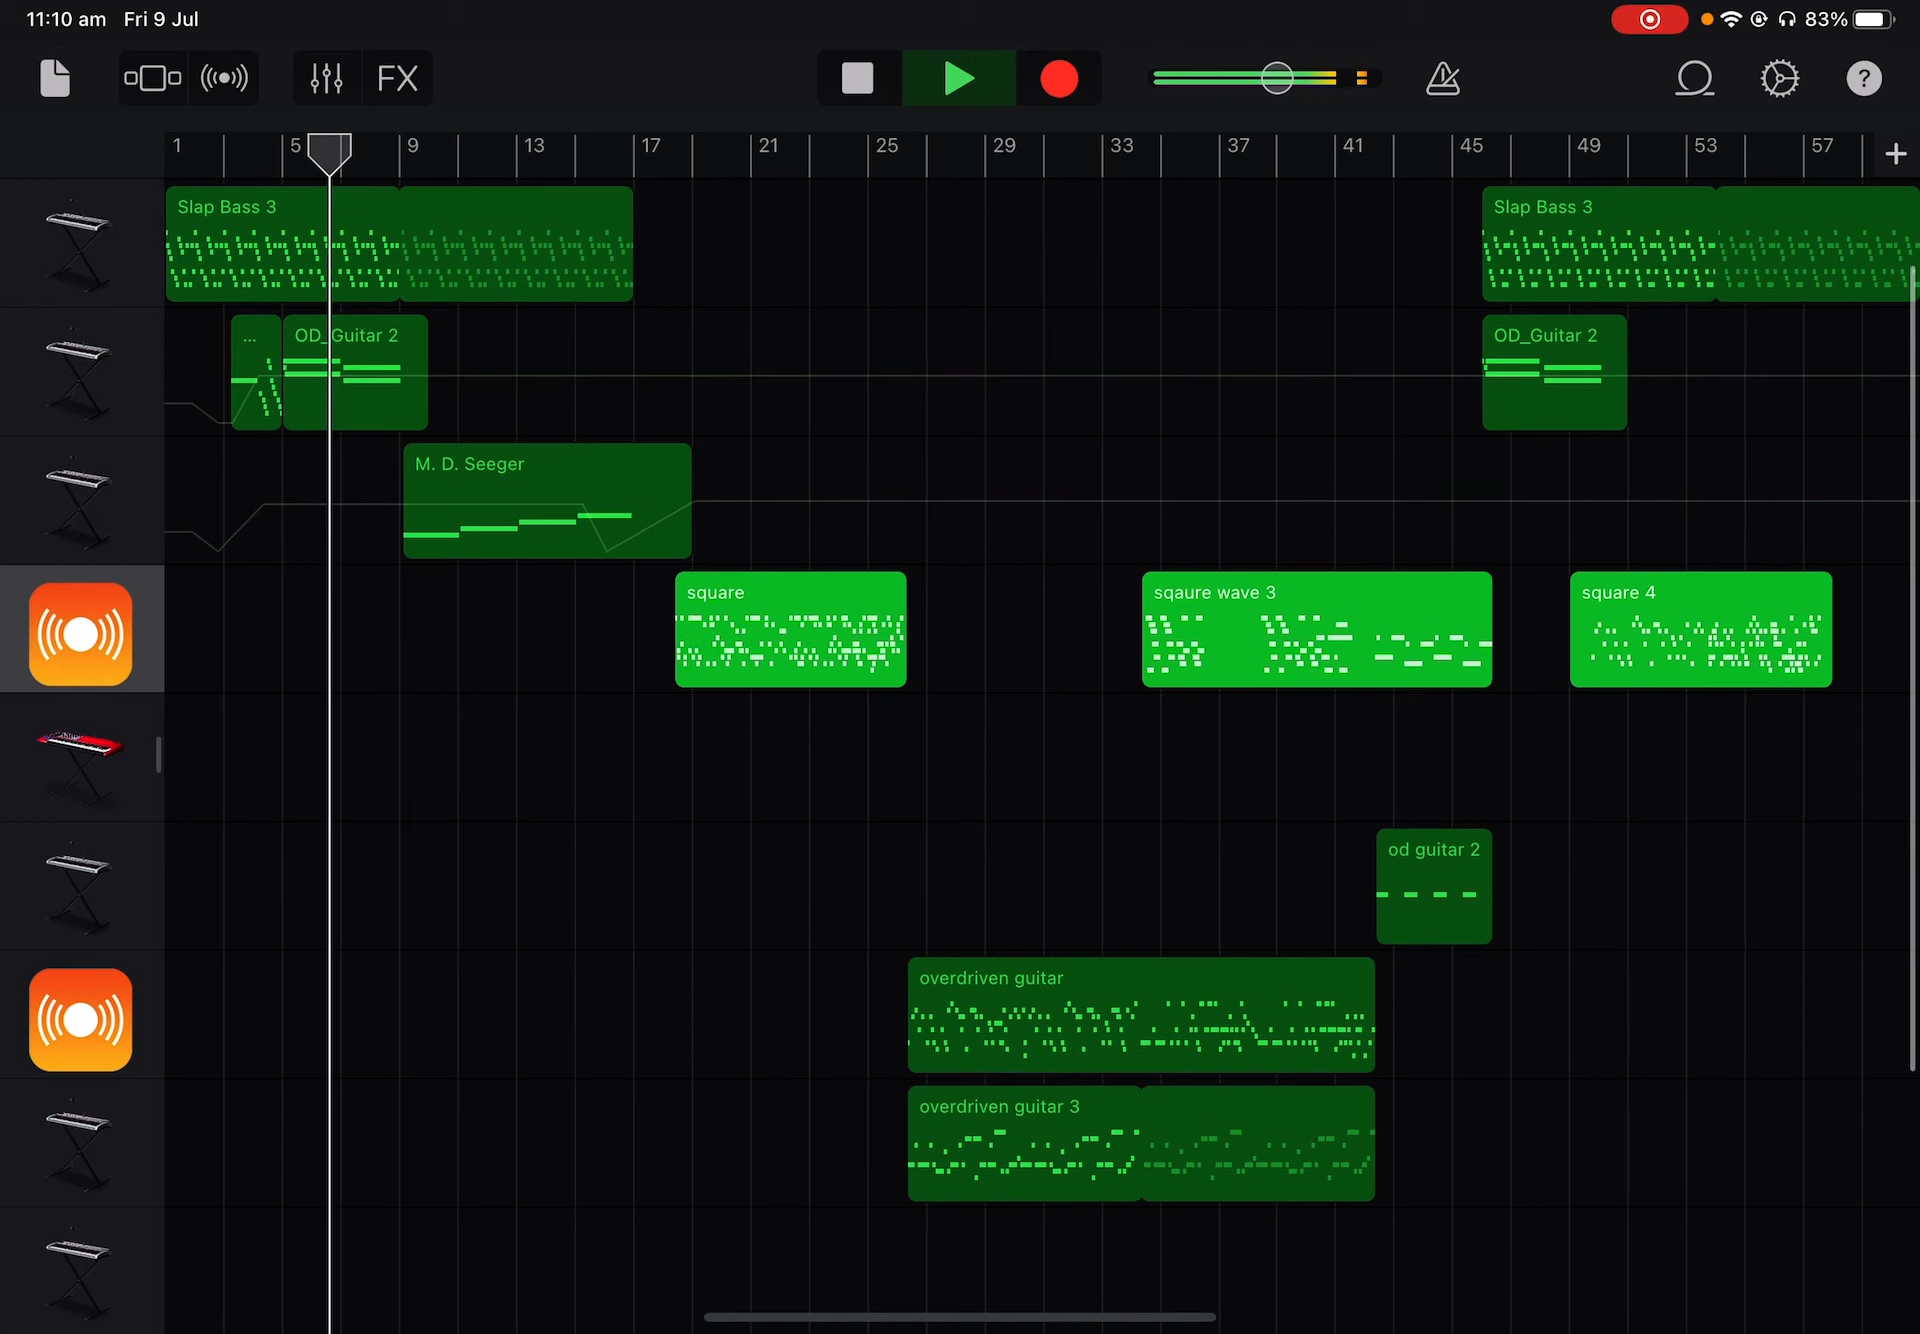 11:10 am Fri 9 Jul
83%
FX
?
1 5 9 13 17 21 25 29 33 37 41 45 49 53 57 +
Slap Bass 3
Slap Bass 3
... OD_Guitar 2
OD_Guitar 2
M. D. Seeger
square
sqaure wave 3
square 4
od guitar 2
overdriven guitar
overdriven guitar 3